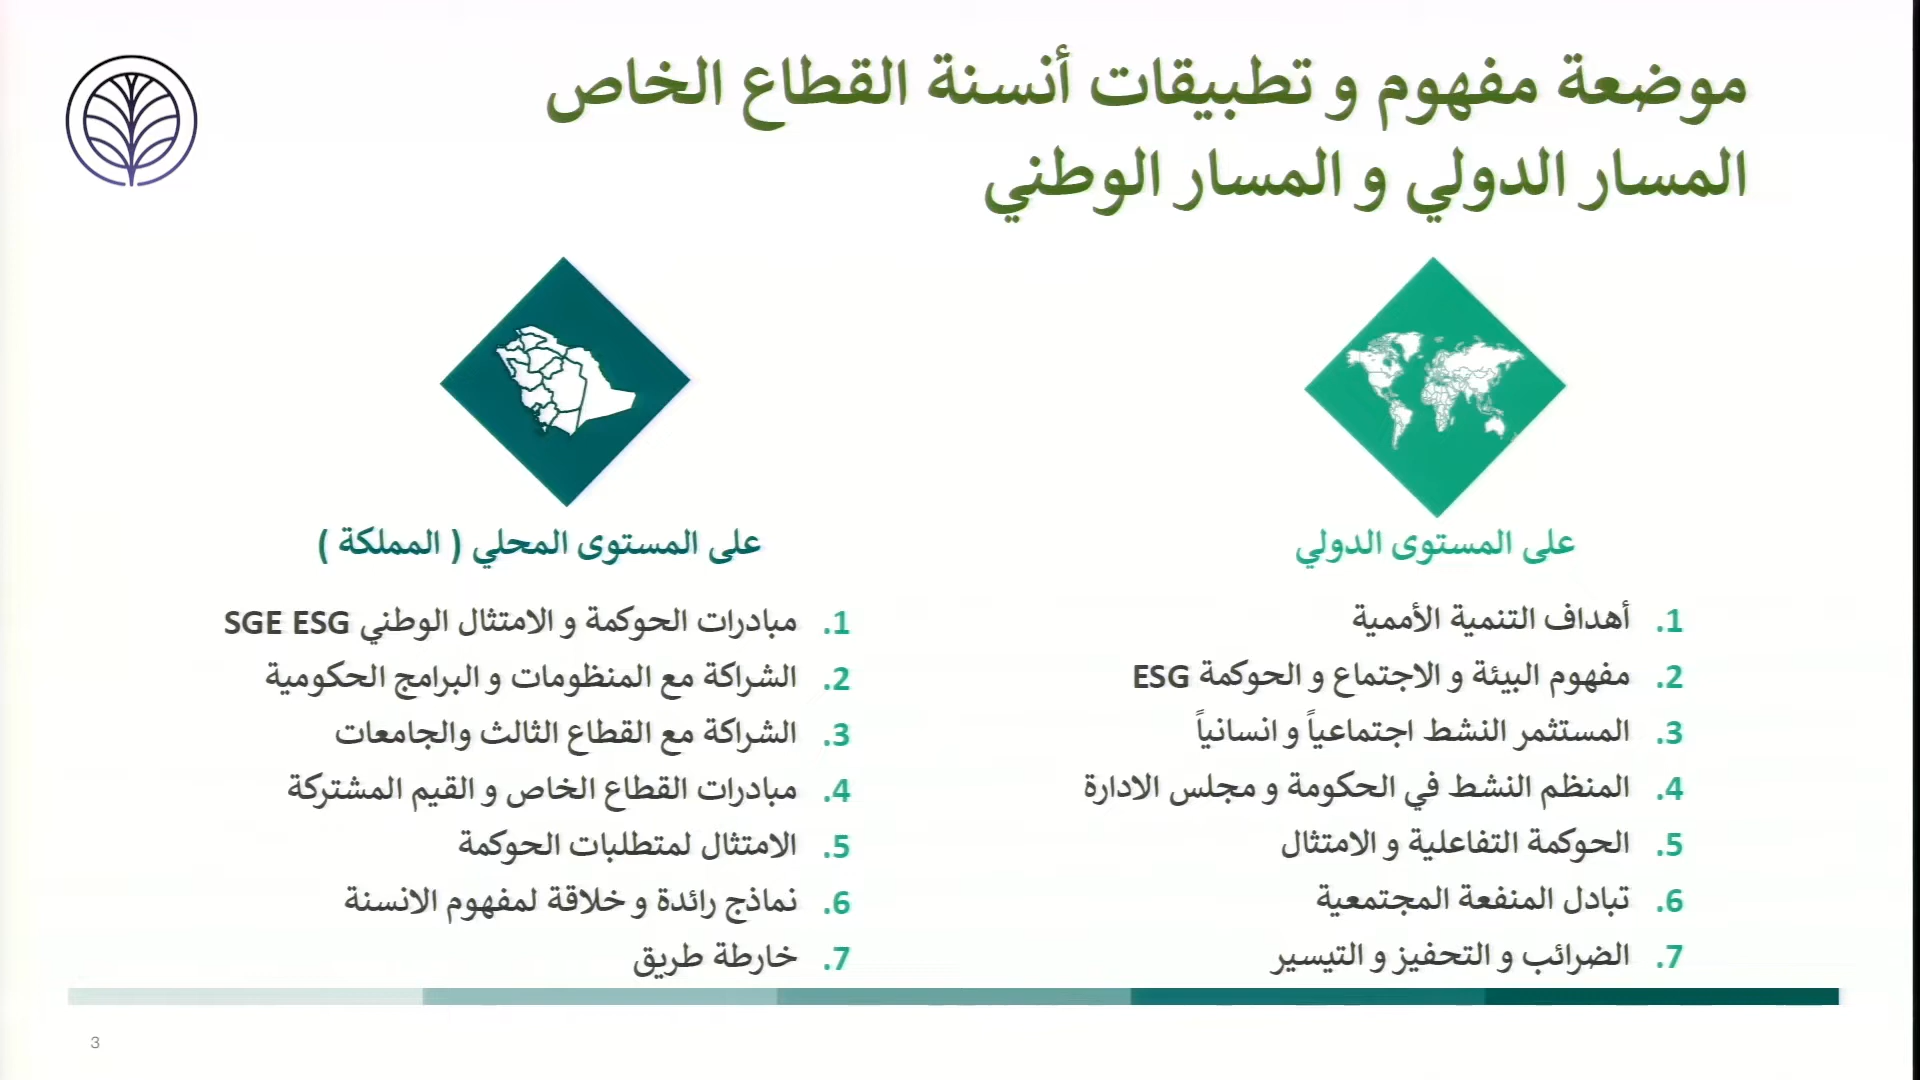 موضعة مفهوم و تطبيقات أنسنة القطاع الخاص
المسار الدولي و المسار الوطني
على المستوى الدولي
1. أهداف التنمية الأممية
2. مفهوم البيئة و الاجتماع و الحوكمة ESG
3. المستثمر النشط اجتماعياً و انسانياً
4. المنظم النشط في الحكومة و مجلس الادارة
5. الحوكمة التفاعلية و الامتثال
6. تبادل المنفعة المجتمعية
7. الضرائب و التحفيز و التيسير
على المستوى المحلي ( المملكة )
1. مبادرات الحوكمة و الامتثال الوطني SGE ESG
2. الشراكة مع المنظومات و البرامج الحكومية
3. الشراكة مع القطاع الثالث والجامعات
4. مبادرات القطاع الخاص و القيم المشتركة
5. الامتثال لمتطلبات الحوكمة
6. نماذج رائدة و خلاقة لمفهوم الانسنة
7. خارطة طريق
3